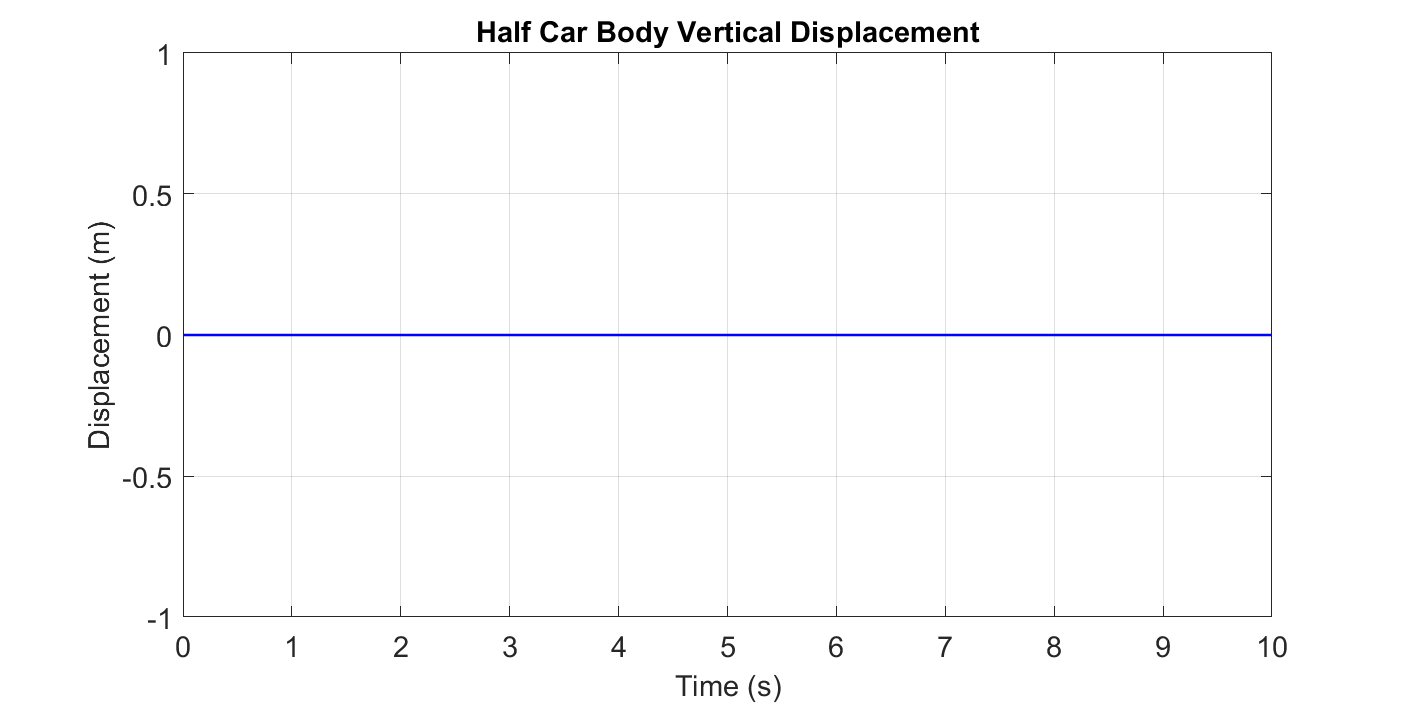 Half Car Body Vertical Displacement
1
0.5
0
-0.5
-1
Displacement (m)
0 1 2 3 4 5 6 7 8 9 10
Time (s)